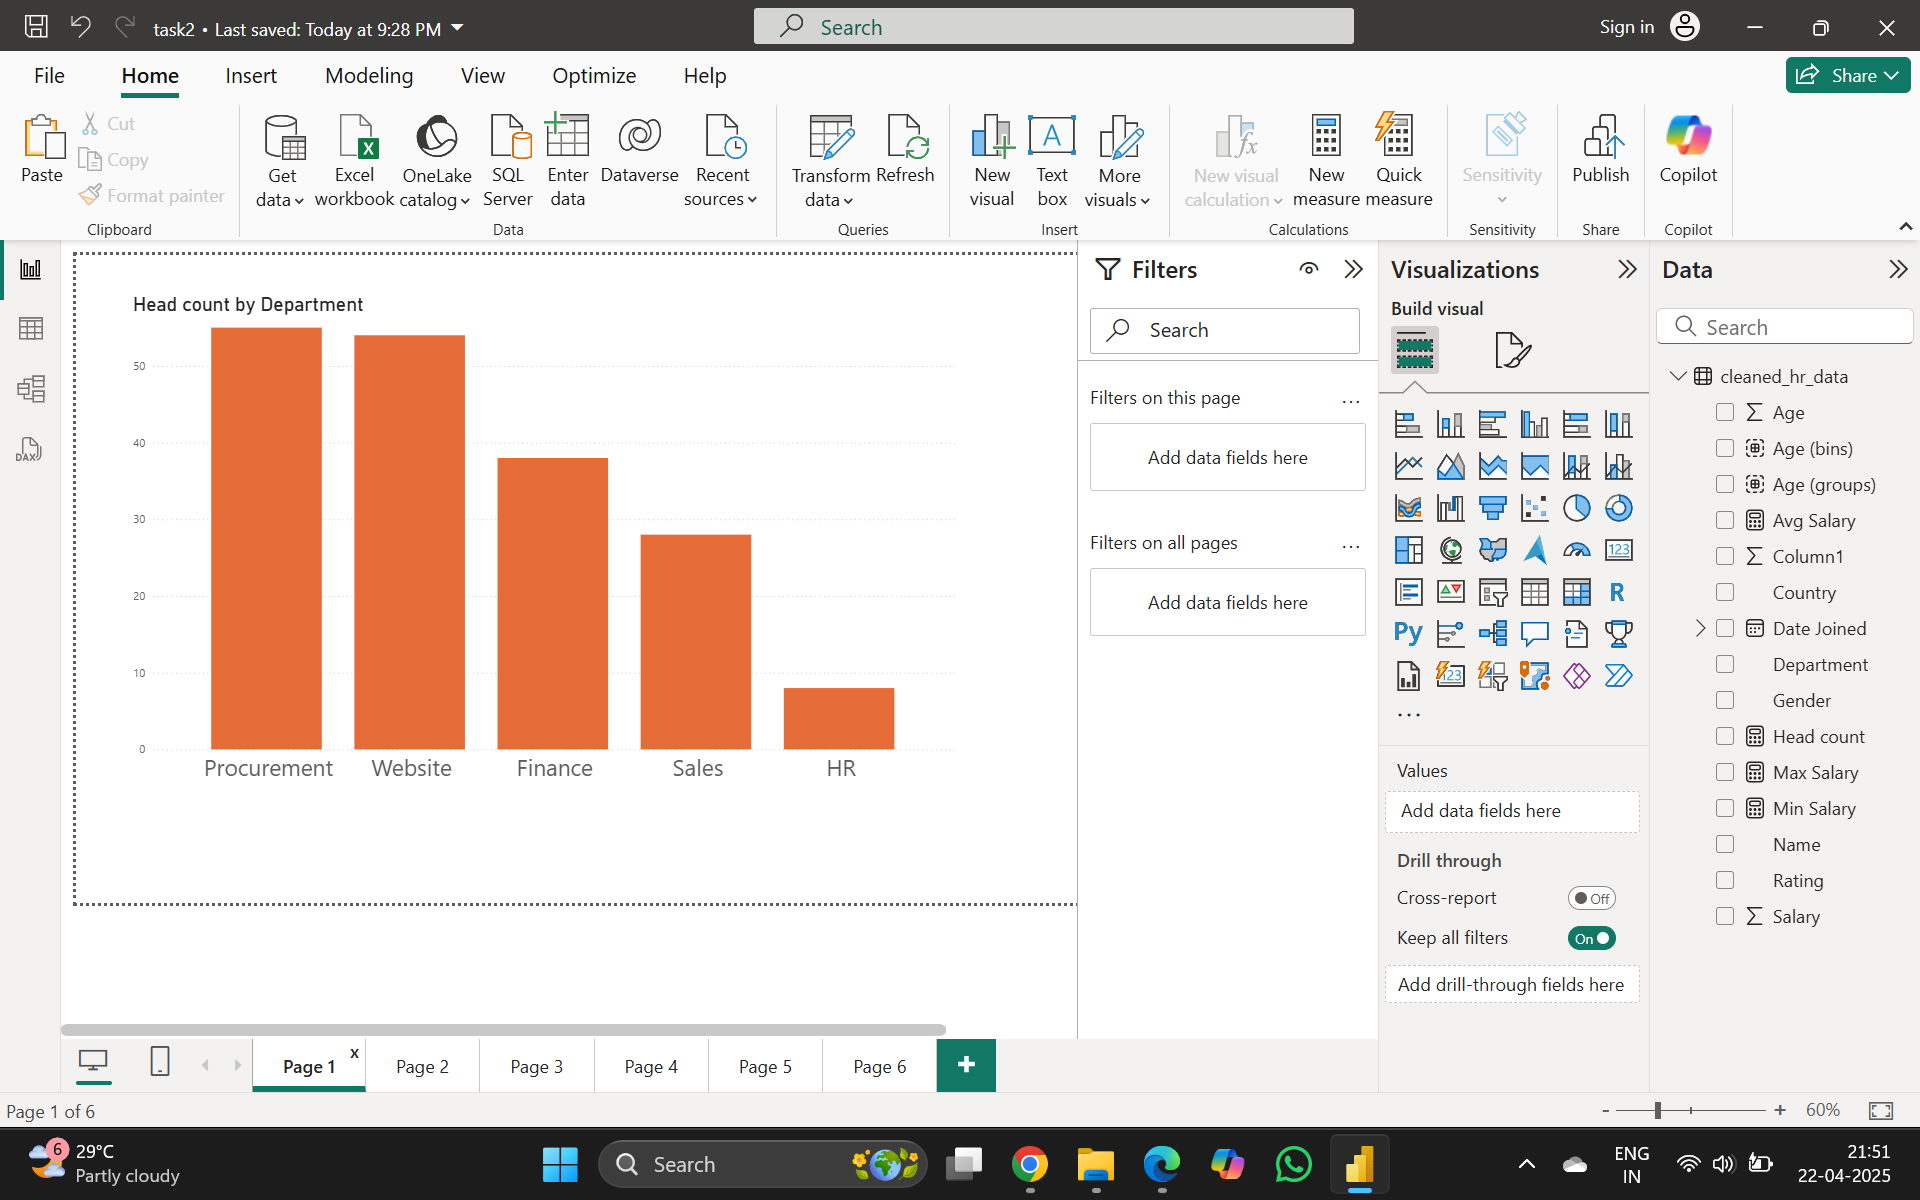 task2 • Last saved: Today at 9:28 PM
Search
Sign in
File
Home
Insert
Modeling
View
Optimize
Help
Share
Paste
Cut
Copy
Format painter
Clipboard
Get
data
Excel
workbook
OneLake
catalog
SQL
Server
Enter
data
Dataverse
Recent
sources
Data
Transform
data
Refresh
Queries
New
visual
Text
box
More
visuals
Insert
New visual
calculation
New
measure
Quick
measure
Calculations
Sensitivity
Sensitivity
Publish
Share
Copilot
Copilot
DAX
Head count by Department
50
40
30
20
10
0
Procurement
Website
Finance
Sales
HR
Filters
Search
Filters on this page
...
Add data fields here
Filters on all pages
...
Add data fields here
Visualizations
Build visual
123
R
Py
123
...
Values
Add data fields here
Drill through
Cross-report
Off
Keep all filters
On
Add drill-through fields here
Data
Search
cleaned_hr_data
Age
Age (bins)
Age (groups)
Avg Salary
Column1
Country
Date Joined
Department
Gender
Head count
Max Salary
Min Salary
Name
Rating
Salary
Page 1
x
Page 2
Page 3
Page 4
Page 5
Page 6
+
Page 1 of 6
-
+
60%
6
29°C
Partly cloudy
Search
ENG
IN
21:51
22-04-2025